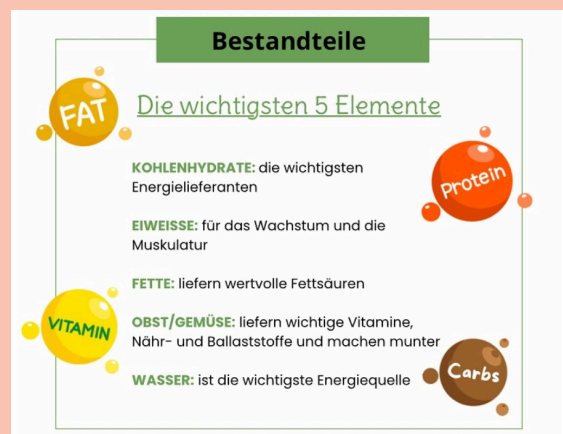 Bestandteile
Die wichtigsten 5 Elemente
FAT
KOHLENHYDRATE: die wichtigsten
Energielieferanten
Protein
EIWEISSE: für das Wachstum und die
Muskulatur
FETTE: liefern wertvolle Fettsäuren
VITAMIN
OBST/GEMÜSE: liefern wichtige Vitamine,
Nähr- und Ballaststoffe und machen munter
WASSER: ist die wichtigste Energiequelle
Carbs